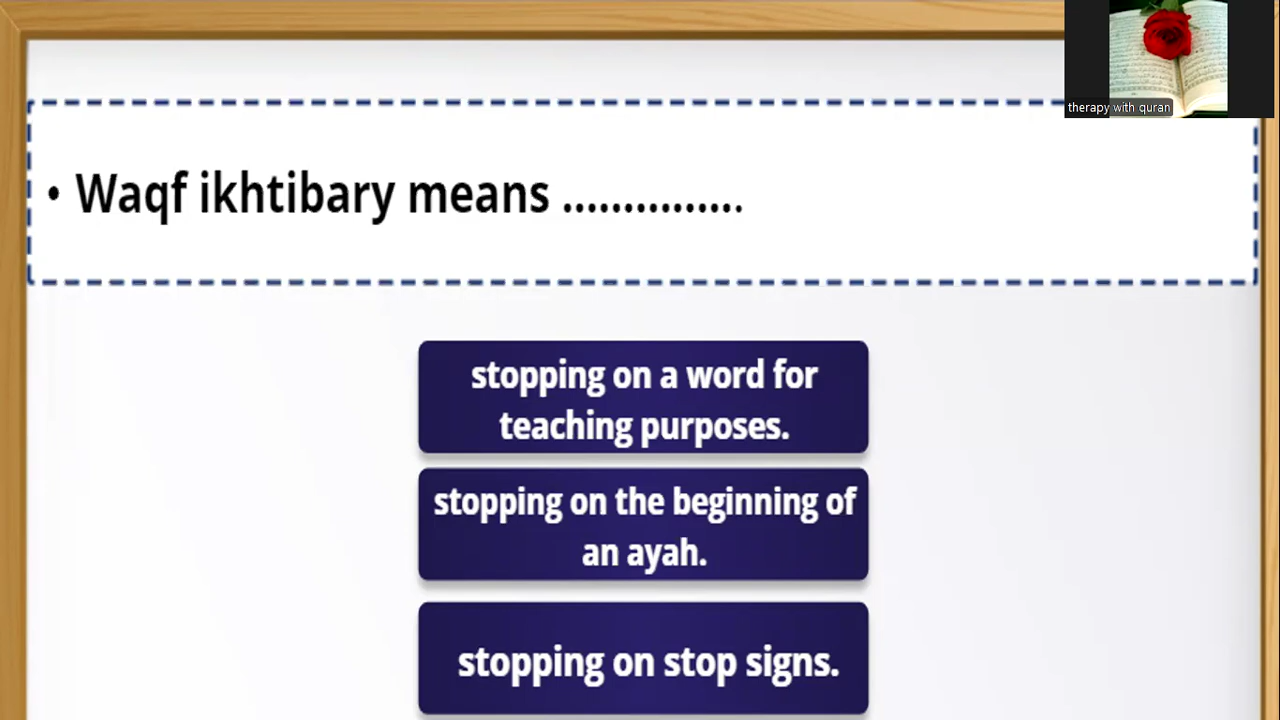 therapy with quran
• Waqf ikhtibary means ...............
stopping on a word for
teaching purposes.
stopping on the beginning of
an ayah.
stopping on stop signs.